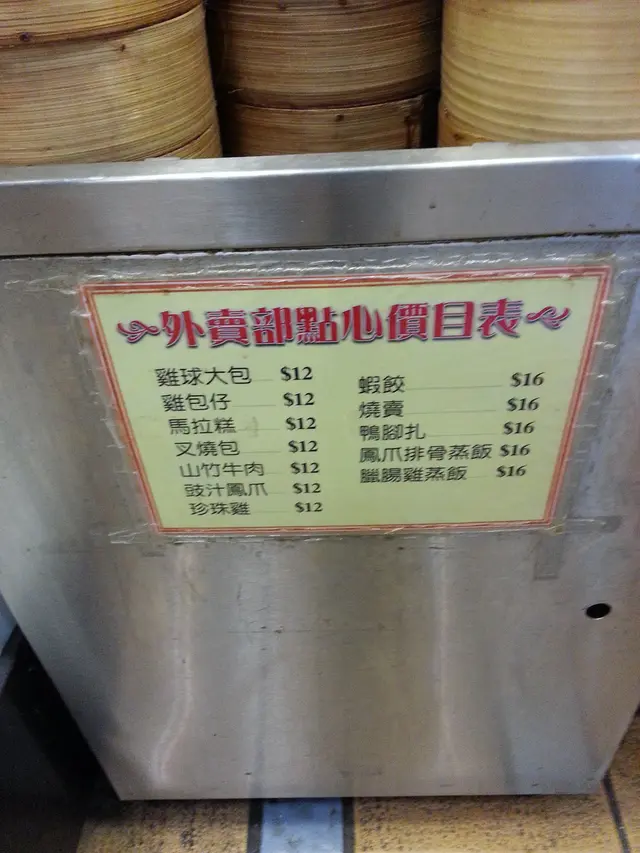 外賣部點心價目表
雞球大包 $12
雞包仔 $12
馬拉糕 $12
叉燒包 $12
山竹牛肉 $12
豉汁鳳爪 $12
珍珠雞 $12
蝦餃 $16
燒賣 $16
鴨腳扎 $16
鳳爪排骨蒸飯 $16
臘腸雞蒸飯 $16